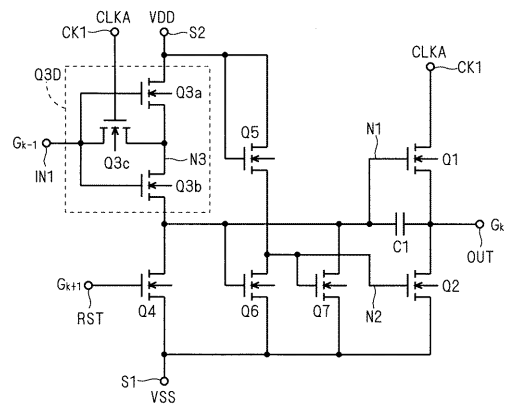 CLKA VDD
CK1 S2
CLKA
CK1
Q3D
Q3a
Q5
N1
Gk-1
Q3c
N3
Q1
IN1
Q3b
C1
Gk
OUT
Gk+1
RST
Q4
Q6
Q7
N2
Q2
S1
VSS